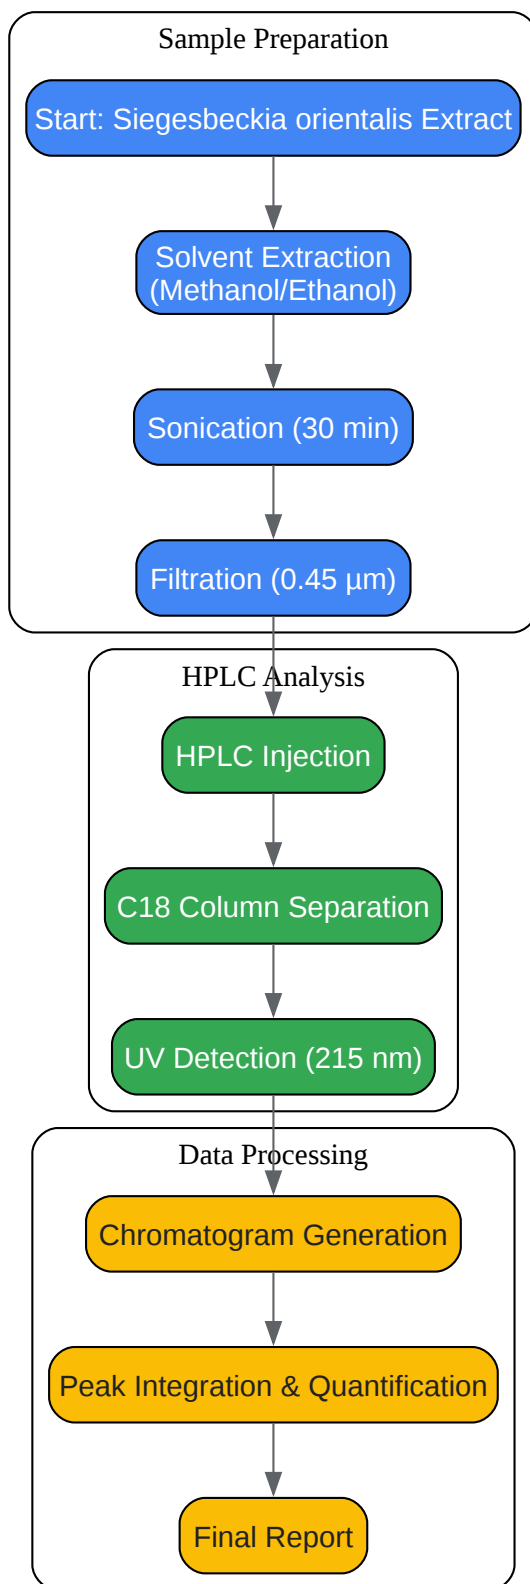 Sample Preparation
Start: Siegesbeckia orientalis Extract
Solvent Extraction
(Methanol/Ethanol)
Sonication (30 min)
Filtration (0.45 µm)
HPLC Analysis
HPLC Injection
C18 Column Separation
UV Detection (215 nm)
Data Processing
Chromatogram Generation
Peak Integration & Quantification
Final Report